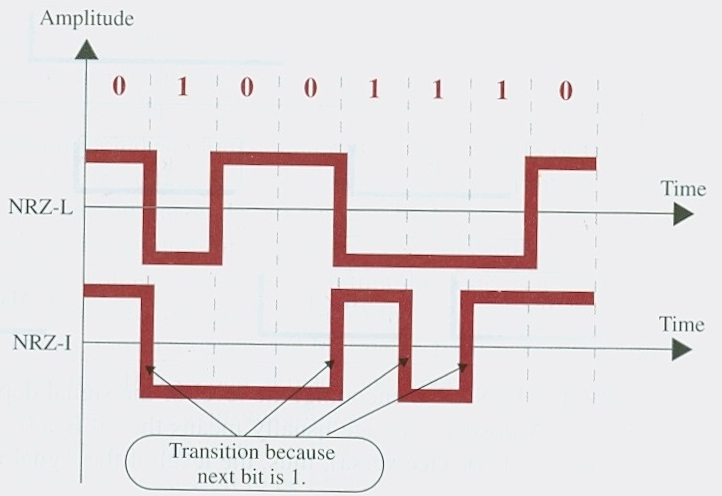 Amplitude
0 1 0 0 1 1 1 0
NRZ-L
Time
NRZ-I
Time
Transition because
next bit is 1.